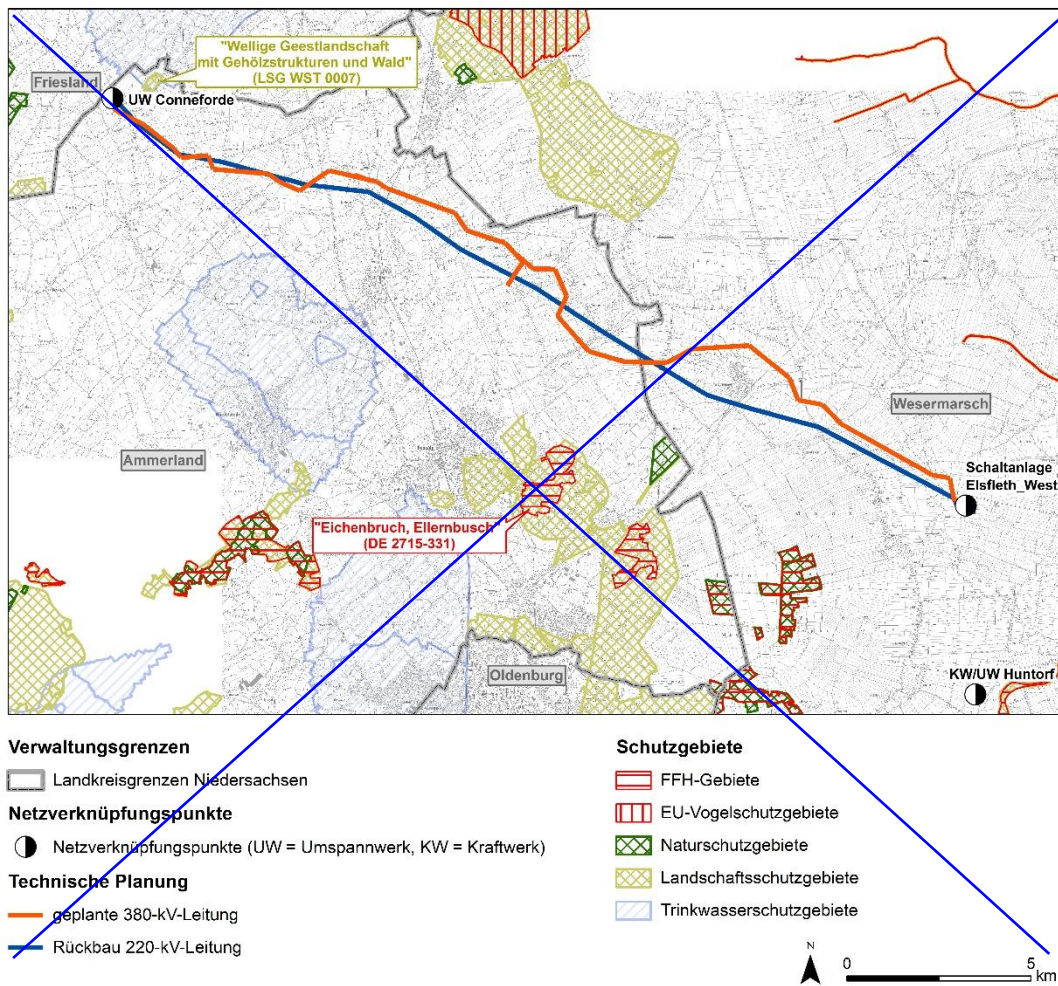 "Wellige Geestlandschaft
mit Gehölzstrukturen und Wald"
(LSG WST 0007)
Friesland
UW Conneforde
Wesermarsch
Ammerland
Schaltanlage
Elsfleth_West
"Eichenbruch, Ellernbusch"
(DE 2715-331)
Oldenburg
KW/UW Huntorf
Verwaltungsgrenzen
Landkreisgrenzen Niedersachsen
Netzverknüpfungspunkte
Netzverknüpfungspunkte (UW = Umspannwerk, KW = Kraftwerk)
Technische Planung
geplante 380-kV-Leitung
Rückbau 220-kV-Leitung
Schutzgebiete
FFH-Gebiete
EU-Vogelschutzgebiete
Naturschutzgebiete
Landschaftsschutzgebiete
Trinkwasserschutzgebiete
N
0 5
km